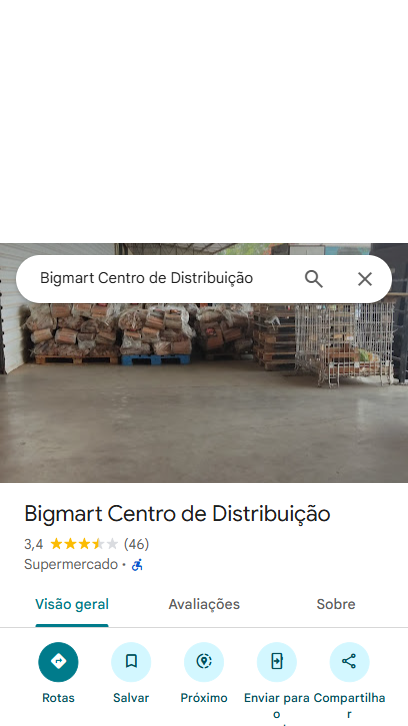 Bigmart Centro de Distribuição
Bigmart Centro de Distribuição
3,4 (46)
Supermercado ·
Visão geral Avaliações Sobre
Rotas Salvar Próximo Enviar para Compartilha
o r